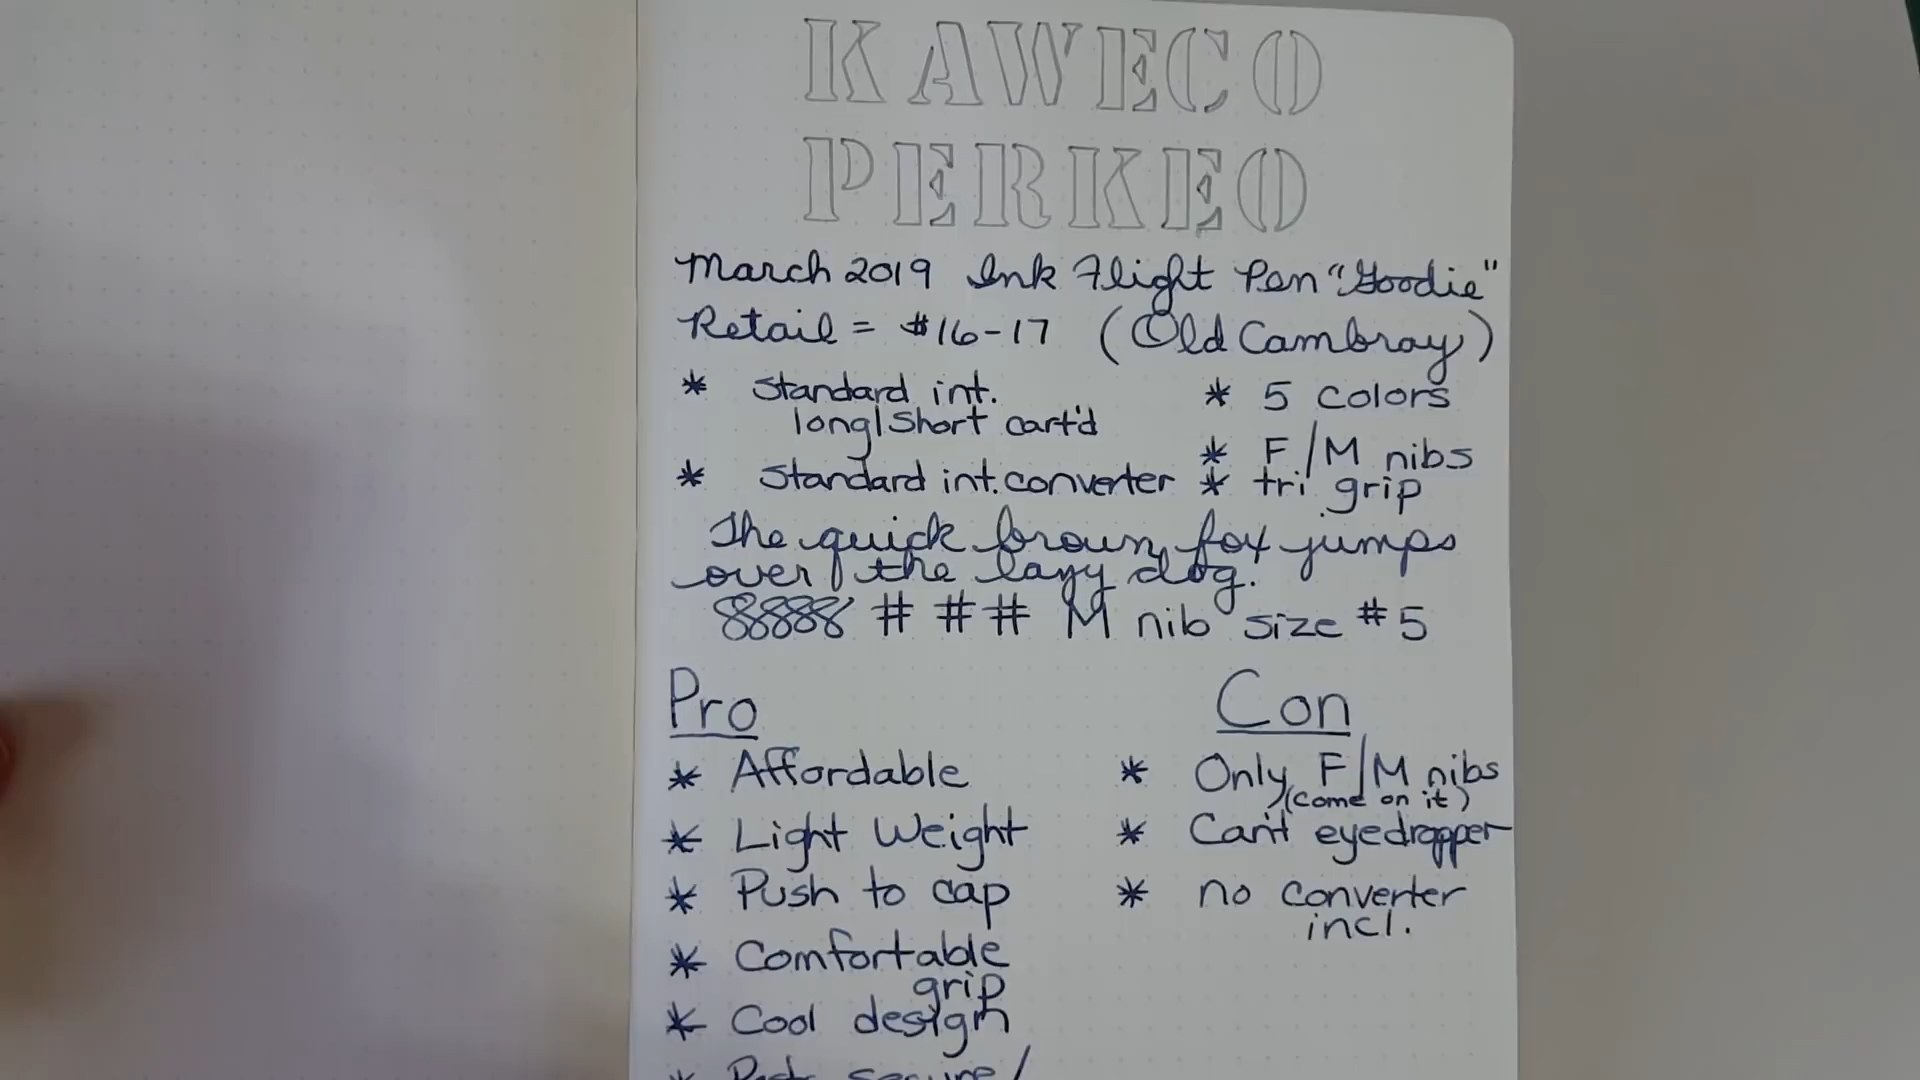 KAWECO
PERKEO
March 2019 Ink Flight Pen "Goodie"
Retail = $16-17 (Old Cambray)
* Standard int. long/short cart'd
* 5 colors
* F/M nibs
* Standard int. converter
* tri grip
The quick brown fox jumps
over the lazy dog.
88888 # # # M nib size #5
Pro
* Affordable
* Light Weight
* Push to cap
* Comfortable
grip
* Cool design
* secure/
Con
* Only F/M nibs
(come on it)
* Can't eyedropper
* no converter
incl.